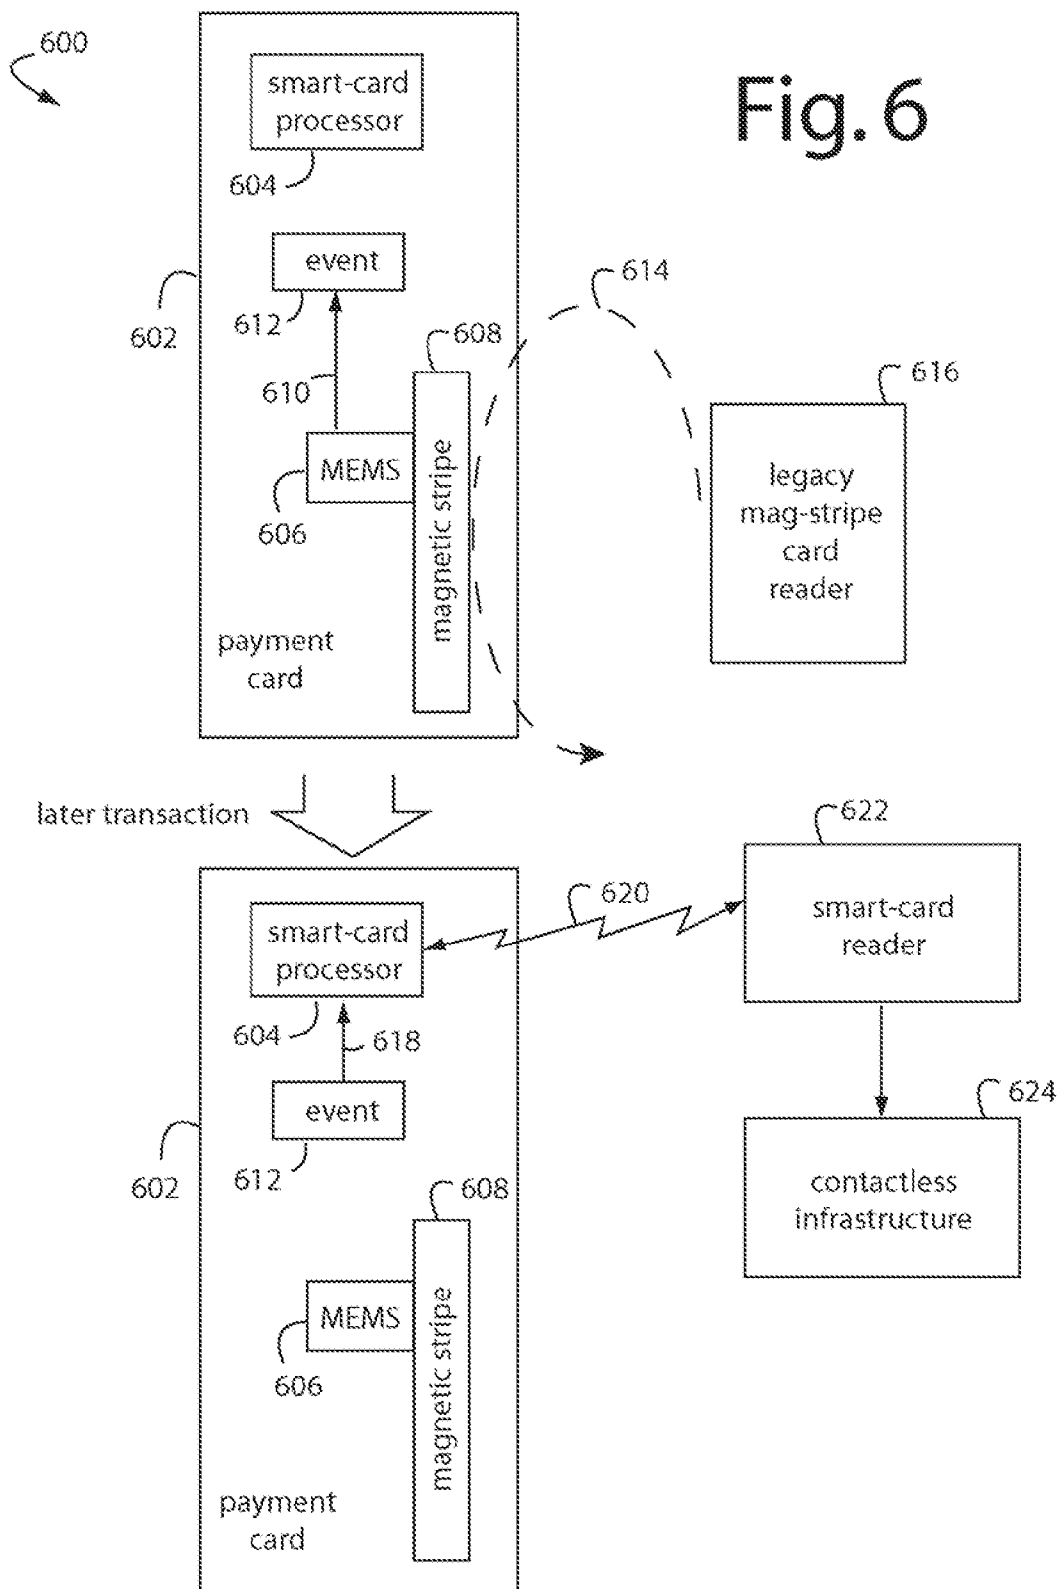 600
Fig. 6
smart-card
processor
604
event
612
602
614
608
616
610
MEMS
606
magnetic stripe
legacy
mag-stripe
card
reader
payment
card
later transaction
622
620
smart-card
processor
smart-card
reader
604
618
event
612
624
602
608
contactless
infrastructure
MEMS
606
magnetic stripe
payment
card